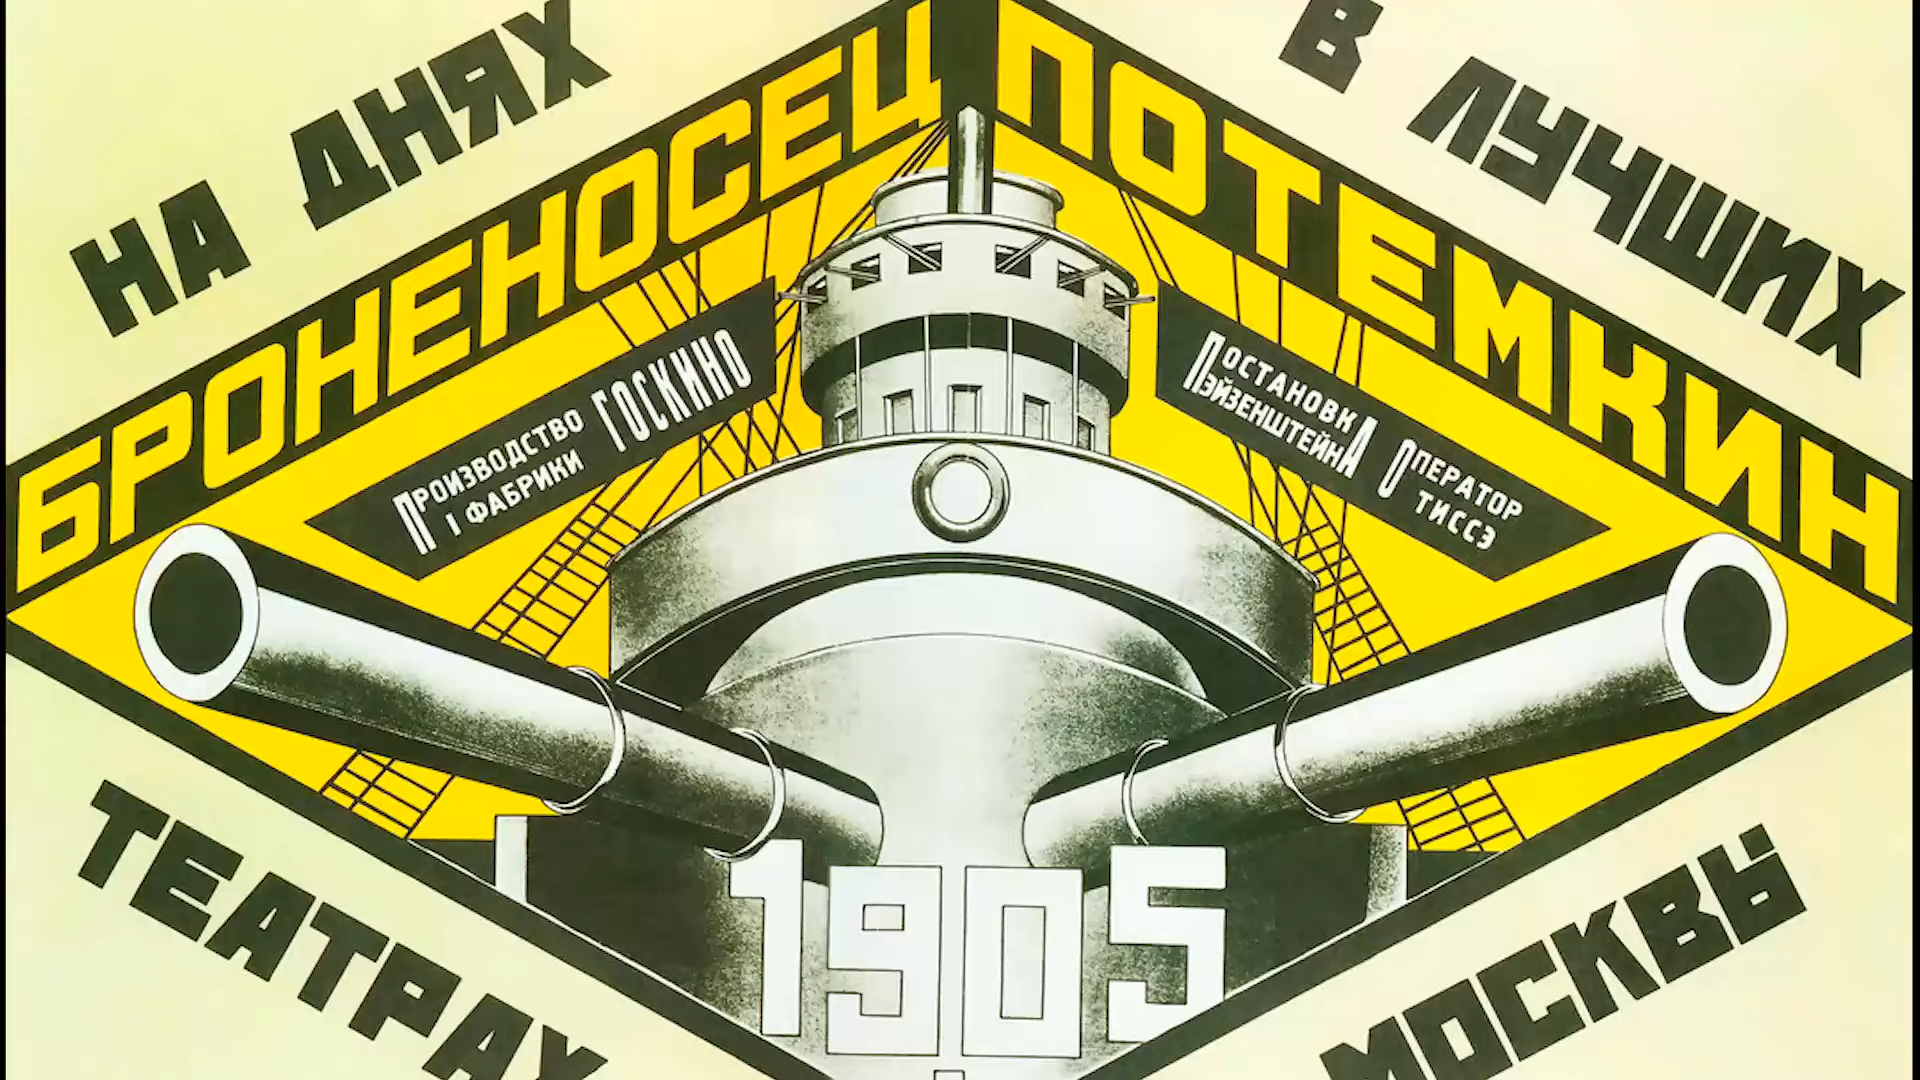 НА ДНЯХ
В ЛУЧШИХ
БРОНЕНОСЕЦ
ПОТЕМКИН
ПРОИЗВОДСТВО
I ФАБРИКИ
ГОСКИНО
ПОСТАНОВКА
ЭЙЗЕНШТЕЙНА
ОПЕРАТОР
ТИССЭ
1905
ТЕАТРАХ
МОСКВЫ